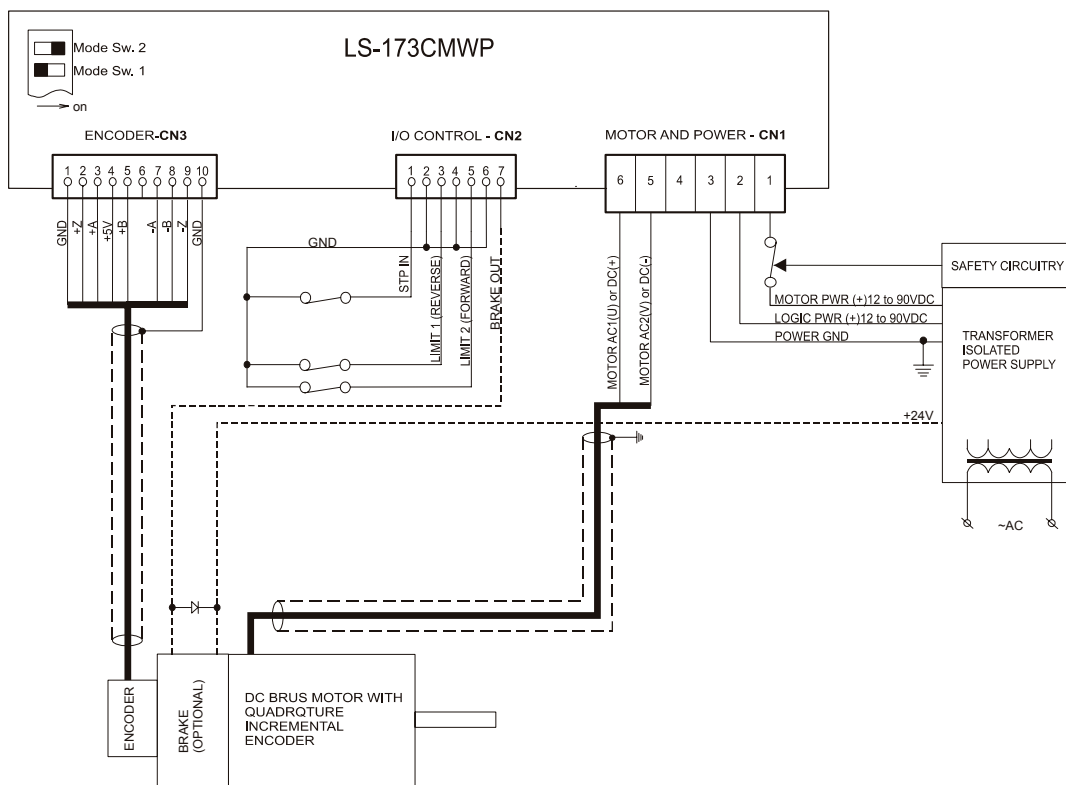 LS-173CMWP
Mode Sw. 2
Mode Sw. 1
on
ENCODER-CN3
I/O CONTROL - CN2
MOTOR AND POWER - CN1
1 2 3 4 5 6 7 8 9 10
1 2 3 4 5 6 7
6 5 4 3 2 1
GND
+Z
+A
+5V
+B
-A
-B
-Z
GND
GND
STP IN
LIMIT 1 (REVERSE)
LIMIT 2 (FORWARD)
BRAKE OUT
MOTOR AC1(U) or DC(+)
MOTOR AC2(V) or DC(-)
SAFETY CIRCUITRY
MOTOR PWR (+)12 to 90VDC
LOGIC PWR (+)12 to 90VDC
POWER GND
TRANSFORMER
ISOLATED
POWER SUPPLY
+24V
~AC
ENCODER
BRAKE
(OPTIONAL)
DC BRUS MOTOR WITH
QUADRQTURE
INCREMENTAL
ENCODER